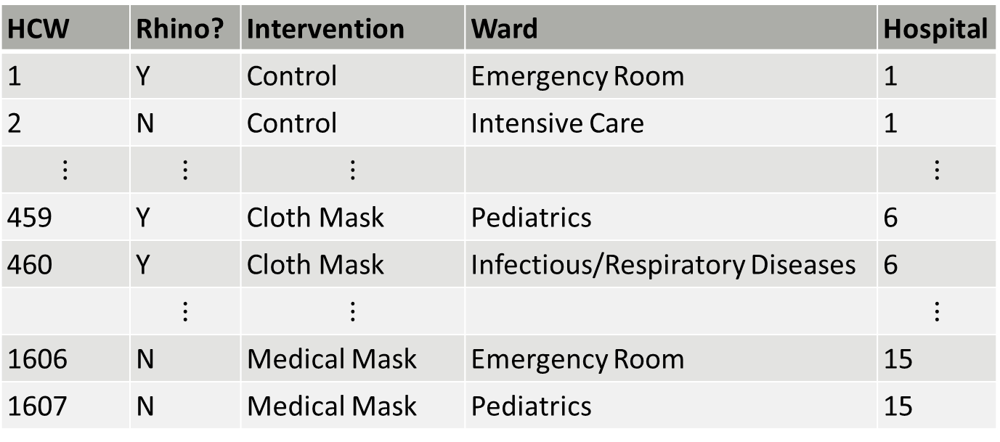 HCW Rhino? Intervention Ward Hospital
1 Y Control Emergency Room 1
2 N Control Intensive Care 1
⋮ ⋮ ⋮ ⋮
459 Y Cloth Mask Pediatrics 6
460 Y Cloth Mask Infectious/Respiratory Diseases 6
⋮ ⋮ ⋮
1606 N Medical Mask Emergency Room 15
1607 N Medical Mask Pediatrics 15